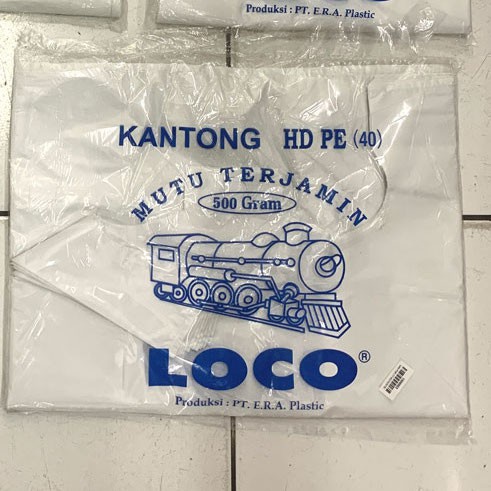 Produksi : PT. E.R.A. Plastic
KANTONG HD PE (40)
MUTU TERJAMIN
500 Gram
LOCO ®
Produksi : PT. E.R.A. Plastic